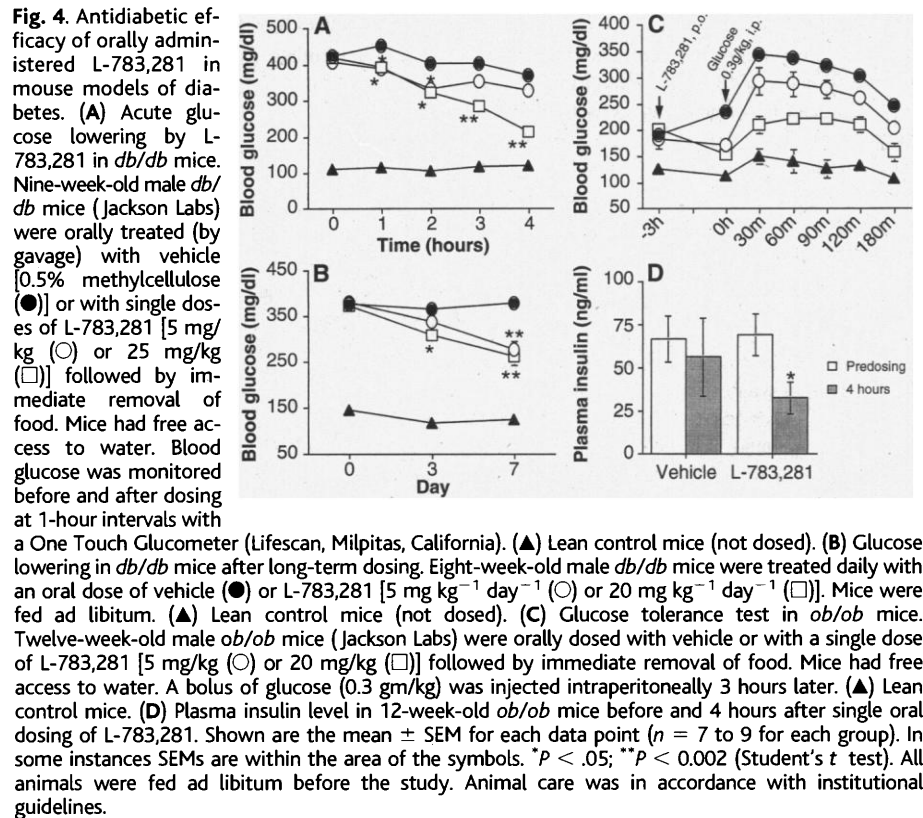 Fig. 4. Antidiabetic ef-
ficacy of orally admin-
istered L-783,281 in
mouse models of dia-
betes. (A) Acute glu-
cose lowering by L-
783,281 in db/db mice.
Nine-week-old male db/
db mice (Jackson Labs)
were orally treated (by
gavage) with vehicle
[0.5% methylcellulose
(●)] or with single dos-
es of L-783,281 [5 mg/
kg (○) or 25 mg/kg
(□)] followed by im-
mediate removal of
food. Mice had free ac-
cess to water. Blood
glucose was monitored
before and after dosing
at 1-hour intervals with
a One Touch Glucometer (Lifescan, Milpitas, California). (▲) Lean control mice (not dosed). (B) Glucose
lowering in db/db mice after long-term dosing. Eight-week-old male db/db mice were treated daily with
an oral dose of vehicle (●) or L-783,281 [5 mg kg⁻¹ day⁻¹ (○) or 20 mg kg⁻¹ day⁻¹ (□)]. Mice were
fed ad libitum. (▲) Lean control mice (not dosed). (C) Glucose tolerance test in ob/ob mice.
Twelve-week-old male ob/ob mice (Jackson Labs) were orally dosed with vehicle or with a single dose
of L-783,281 [5 mg/kg (○) or 20 mg/kg (□)] followed by immediate removal of food. Mice had free
access to water. A bolus of glucose (0.3 gm/kg) was injected intraperitoneally 3 hours later. (▲) Lean
control mice. (D) Plasma insulin level in 12-week-old ob/ob mice before and 4 hours after single oral
dosing of L-783,281. Shown are the mean ± SEM for each data point (n = 7 to 9 for each group). In
some instances SEMs are within the area of the symbols. *P < .05; **P < 0.002 (Student's t test). All
animals were fed ad libitum before the study. Animal care was in accordance with institutional
guidelines.
A
Blood glucose (mg/dl)
500
400
300
200
100
0
* * * * ** **
0 1 2 3 4
Time (hours)
B
Blood glucose (mg/dl)
450
350
250
150
50
* ** **
0 3 7
Day
C
Blood glucose (mg/dl)
400
350
300
250
200
150
100
50
L-783,281, p.o.
Glucose
0.3g/kg, i.p.
-3h 0h 30m 60m 90m 120m 180m
D
Plasma insulin (ng/ml)
100
75
50
25
0
*
Predosing
4 hours
Vehicle L-783,281